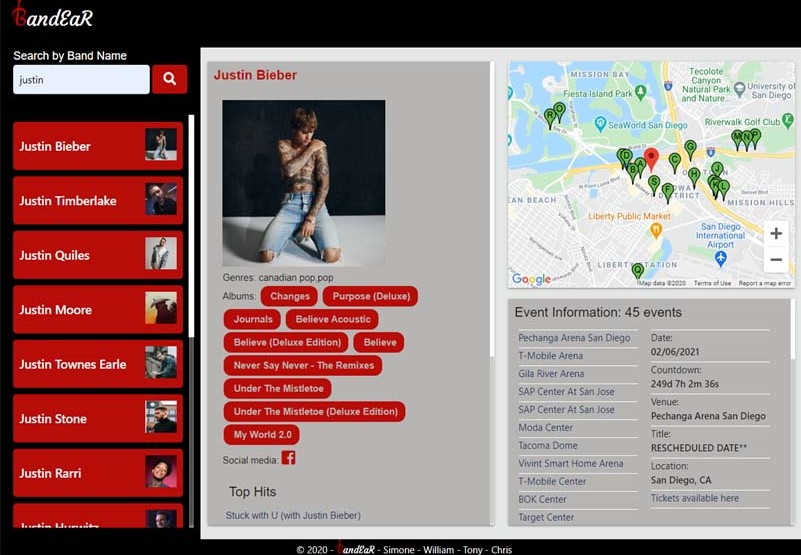 BandEaR
Search by Band Name
justin
Justin Bieber
Justin Timberlake
Justin Quiles
Justin Moore
Justin Townes Earle
Justin Stone
Justin Rarri
Justin Hurwitz
Justin Bieber
Genres: canadian pop,pop
Albums: Changes Purpose (Deluxe)
Journals Believe Acoustic
Believe (Deluxe Edition) Believe
Never Say Never - The Remixes
Under The Mistletoe
Under The Mistletoe (Deluxe Edition)
My World 2.0
Social media:
Top Hits
Stuck with U (with Justin Bieber)
MISSION BAY
Tecolote
Canyon
Natural Park
and Nature...
University of
San Diego
Fiesta Island Park
SeaWorld San Diego
Riverwalk Golf Club
R O
M N P
G
D
B A
C
J
H
S
F
K L
W Point Loma Blvd
EAN BEACH
DISTRICT
MISSION HILLS
Sunset Blvd
Liberty Public Market
San Diego
International
Airport
LIBERTY STATION
Q
+
−
Google
Map data ©2020 Terms of Use Report a map error
Event Information: 45 events
Pechanga Arena San Diego
T-Mobile Arena
Gila River Arena
SAP Center At San Jose
SAP Center At San Jose
Moda Center
Tacoma Dome
Vivint Smart Home Arena
T-Mobile Center
BOK Center
Target Center
Date:
02/06/2021
Countdown:
249d 7h 2m 36s
Venue:
Pechanga Arena San Diego
Title:
RESCHEDULED DATE**
Location:
San Diego, CA
Tickets available here
© 2020 - BandEaR - Simone - William - Tony - Chris